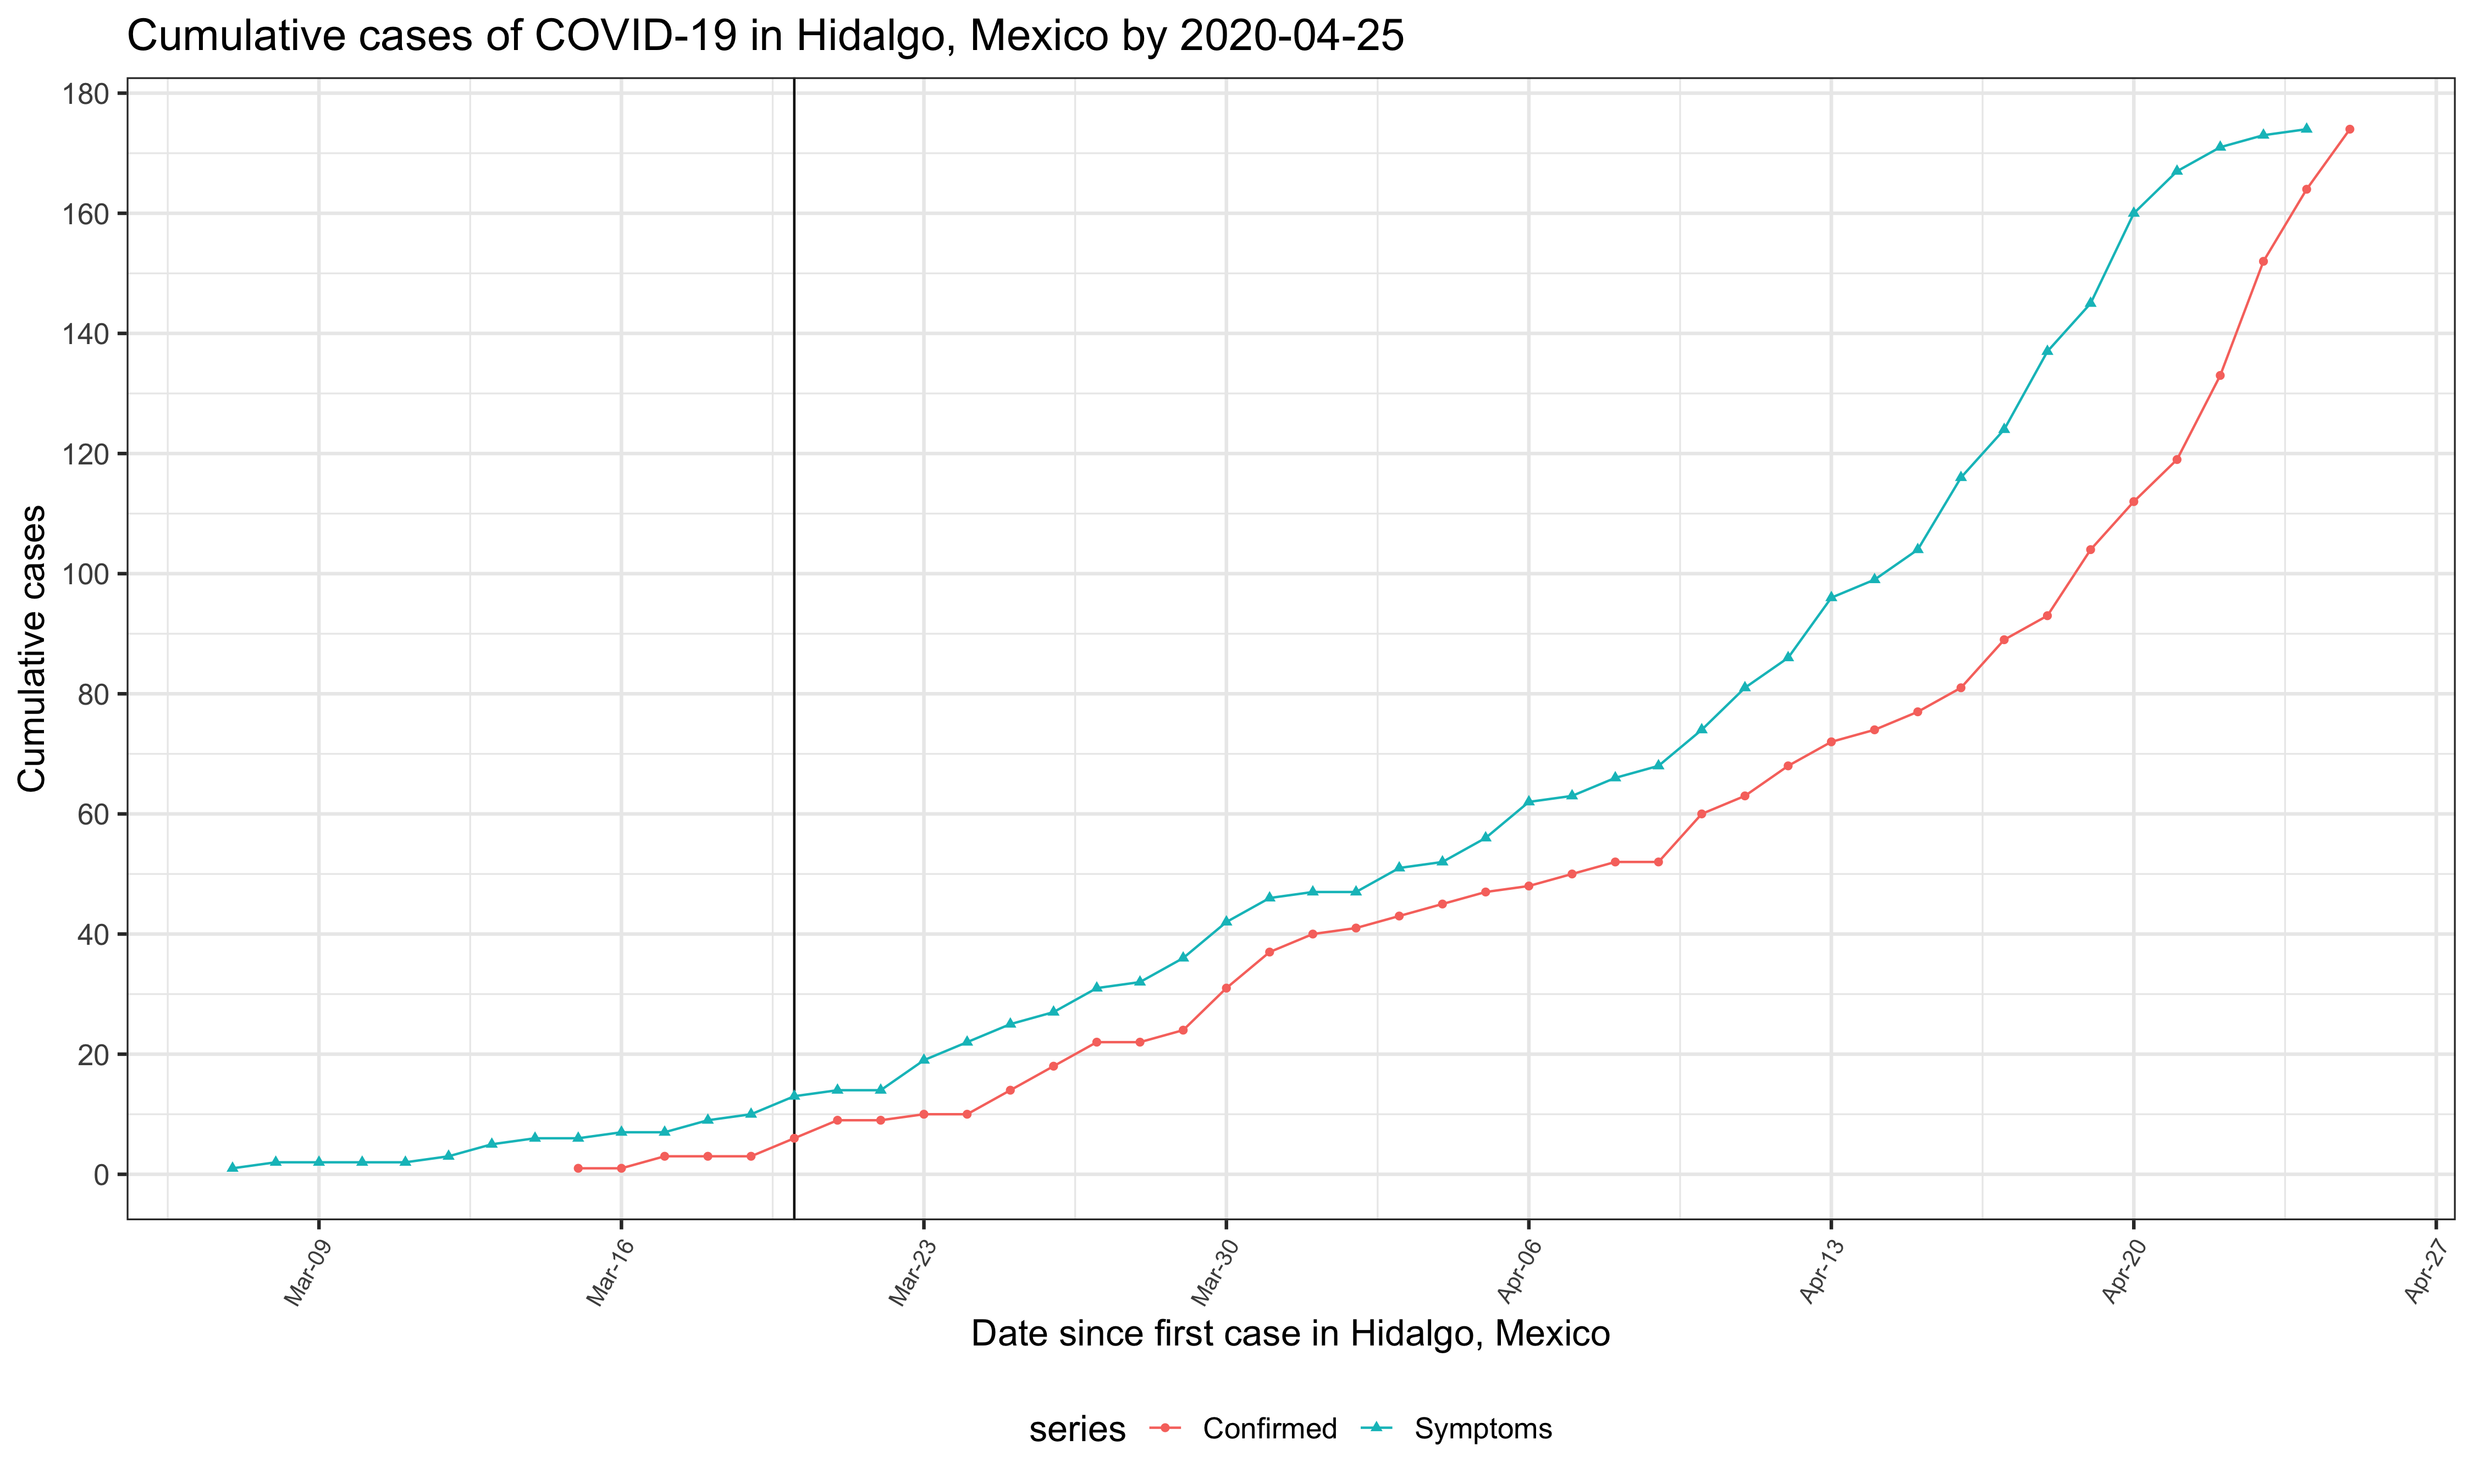 Cumulative cases of COVID-19 in Hidalgo, Mexico by 2020-04-25
Cumulative cases
180
160
140
120
100
80
60
40
20
0
Mar-09 Mar-16 Mar-23 Mar-30 Apr-06 Apr-13 Apr-20 Apr-27
Date since first case in Hidalgo, Mexico
series Confirmed Symptoms